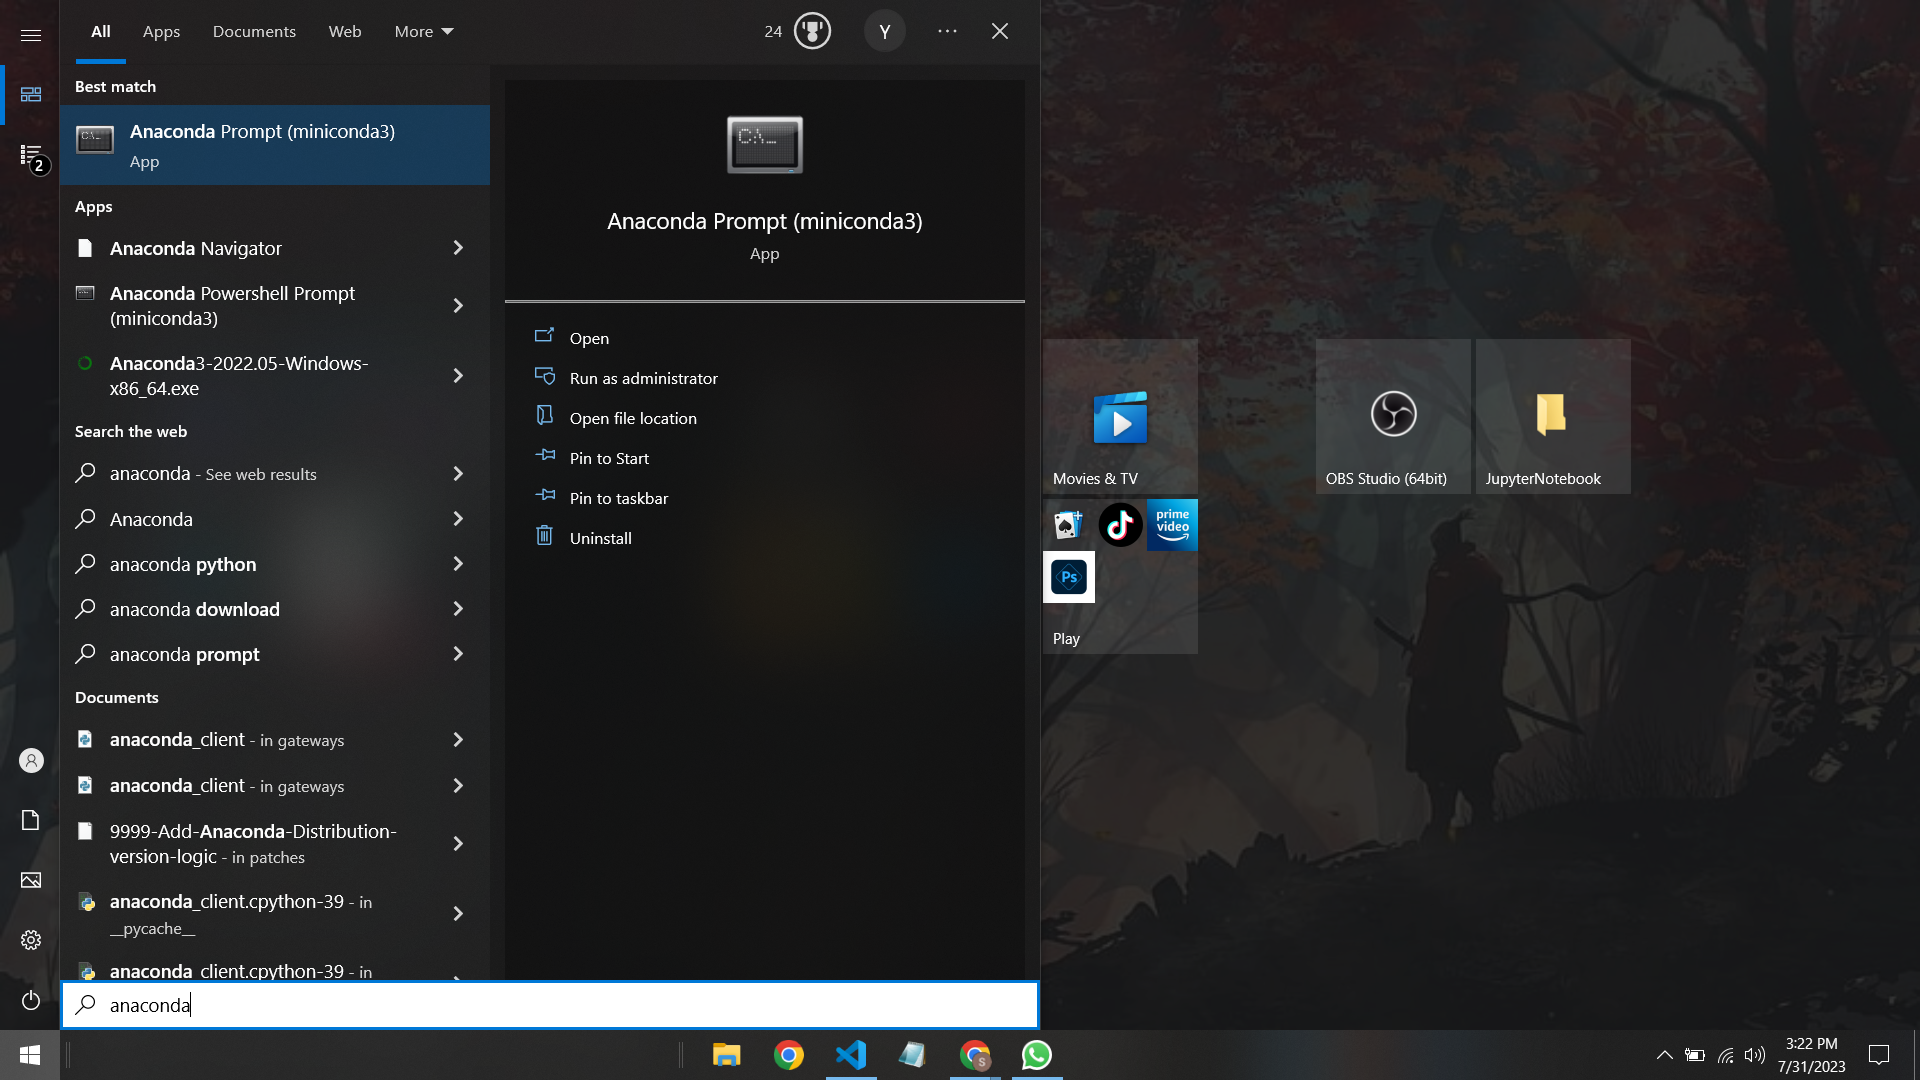 All
Apps
Documents
Web
More
24
Y
2
Best match
Anaconda Prompt (miniconda3)
App
Apps
Anaconda Navigator
Anaconda Powershell Prompt
(miniconda3)
Anaconda3-2022.05-Windows-
x86_64.exe
Search the web
anaconda - See web results
Anaconda
anaconda python
anaconda download
anaconda prompt
Documents
anaconda_client - in gateways
anaconda_client - in gateways
9999-Add-Anaconda-Distribution-
version-logic - in patches
anaconda_client.cpython-39 - in
__pycache__
anaconda_client.cpython-39 - in
anaconda
C:\_
Anaconda Prompt (miniconda3)
App
Open
Run as administrator
Open file location
Pin to Start
Pin to taskbar
Uninstall
Movies & TV
OBS Studio (64bit)
JupyterNotebook
prime
video
Ps
Play
S
3:22 PM
7/31/2023